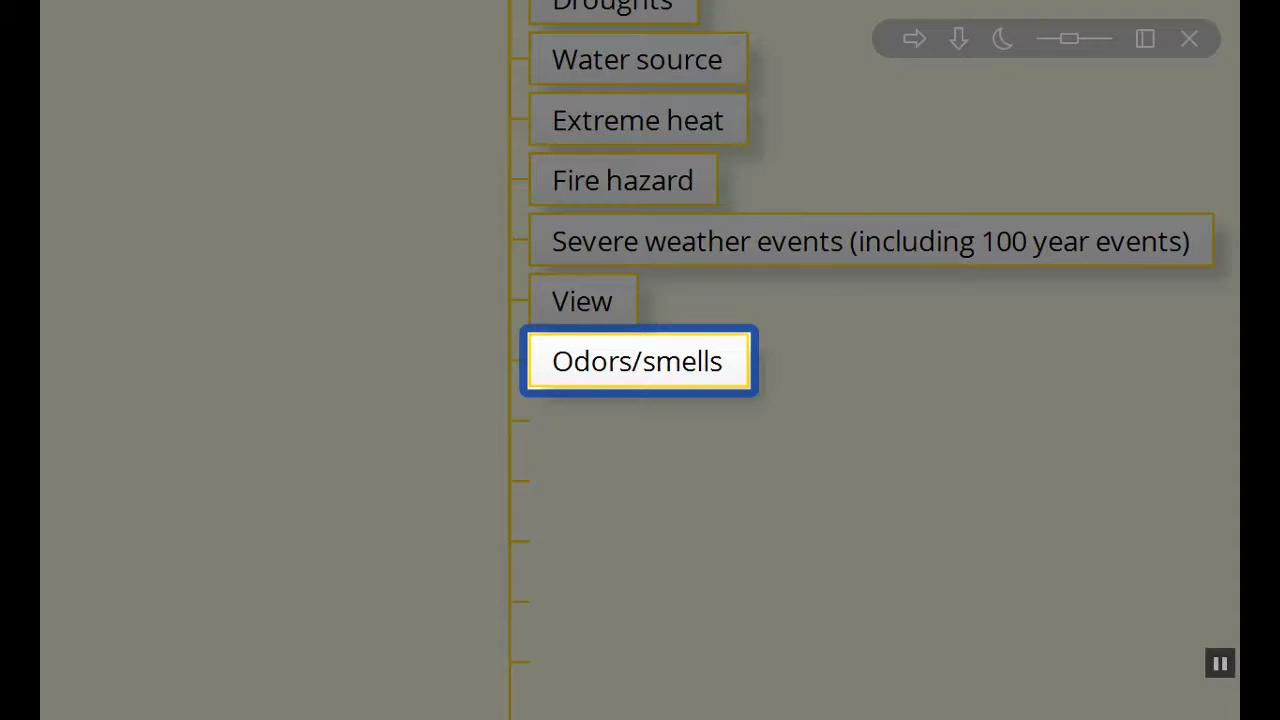 Droughts
Water source
Extreme heat
Fire hazard
Severe weather events (including 100 year events)
View
Odors/smells